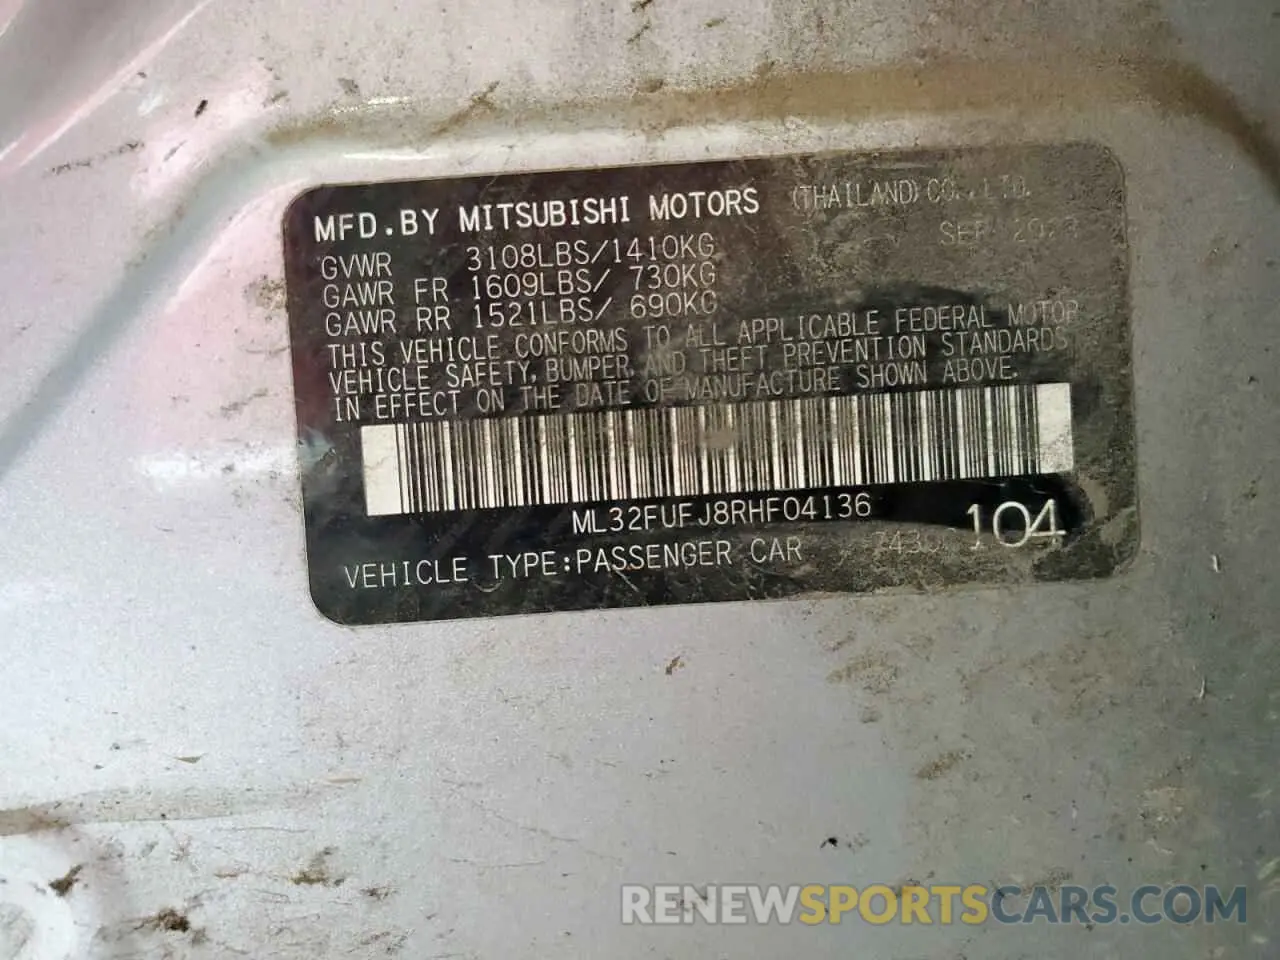 MFD.BY MITSUBISHI MOTORS (THAILAND) CO.,LTD.
SEP 2023
GVWR 3108LBS/1410KG
GAWR FR 1609LBS/ 730KG
GAWR RR 1521LBS/ 690KG
THIS VEHICLE CONFORMS TO ALL APPLICABLE FEDERAL MOTOR
VEHICLE SAFETY, BUMPER, AND THEFT PREVENTION STANDARDS
IN EFFECT ON THE DATE OF MANUFACTURE SHOWN ABOVE.
ML32FUFJ8RHF04136
VEHICLE TYPE:PASSENGER CAR 104
RENEWSPORTSCARS.COM